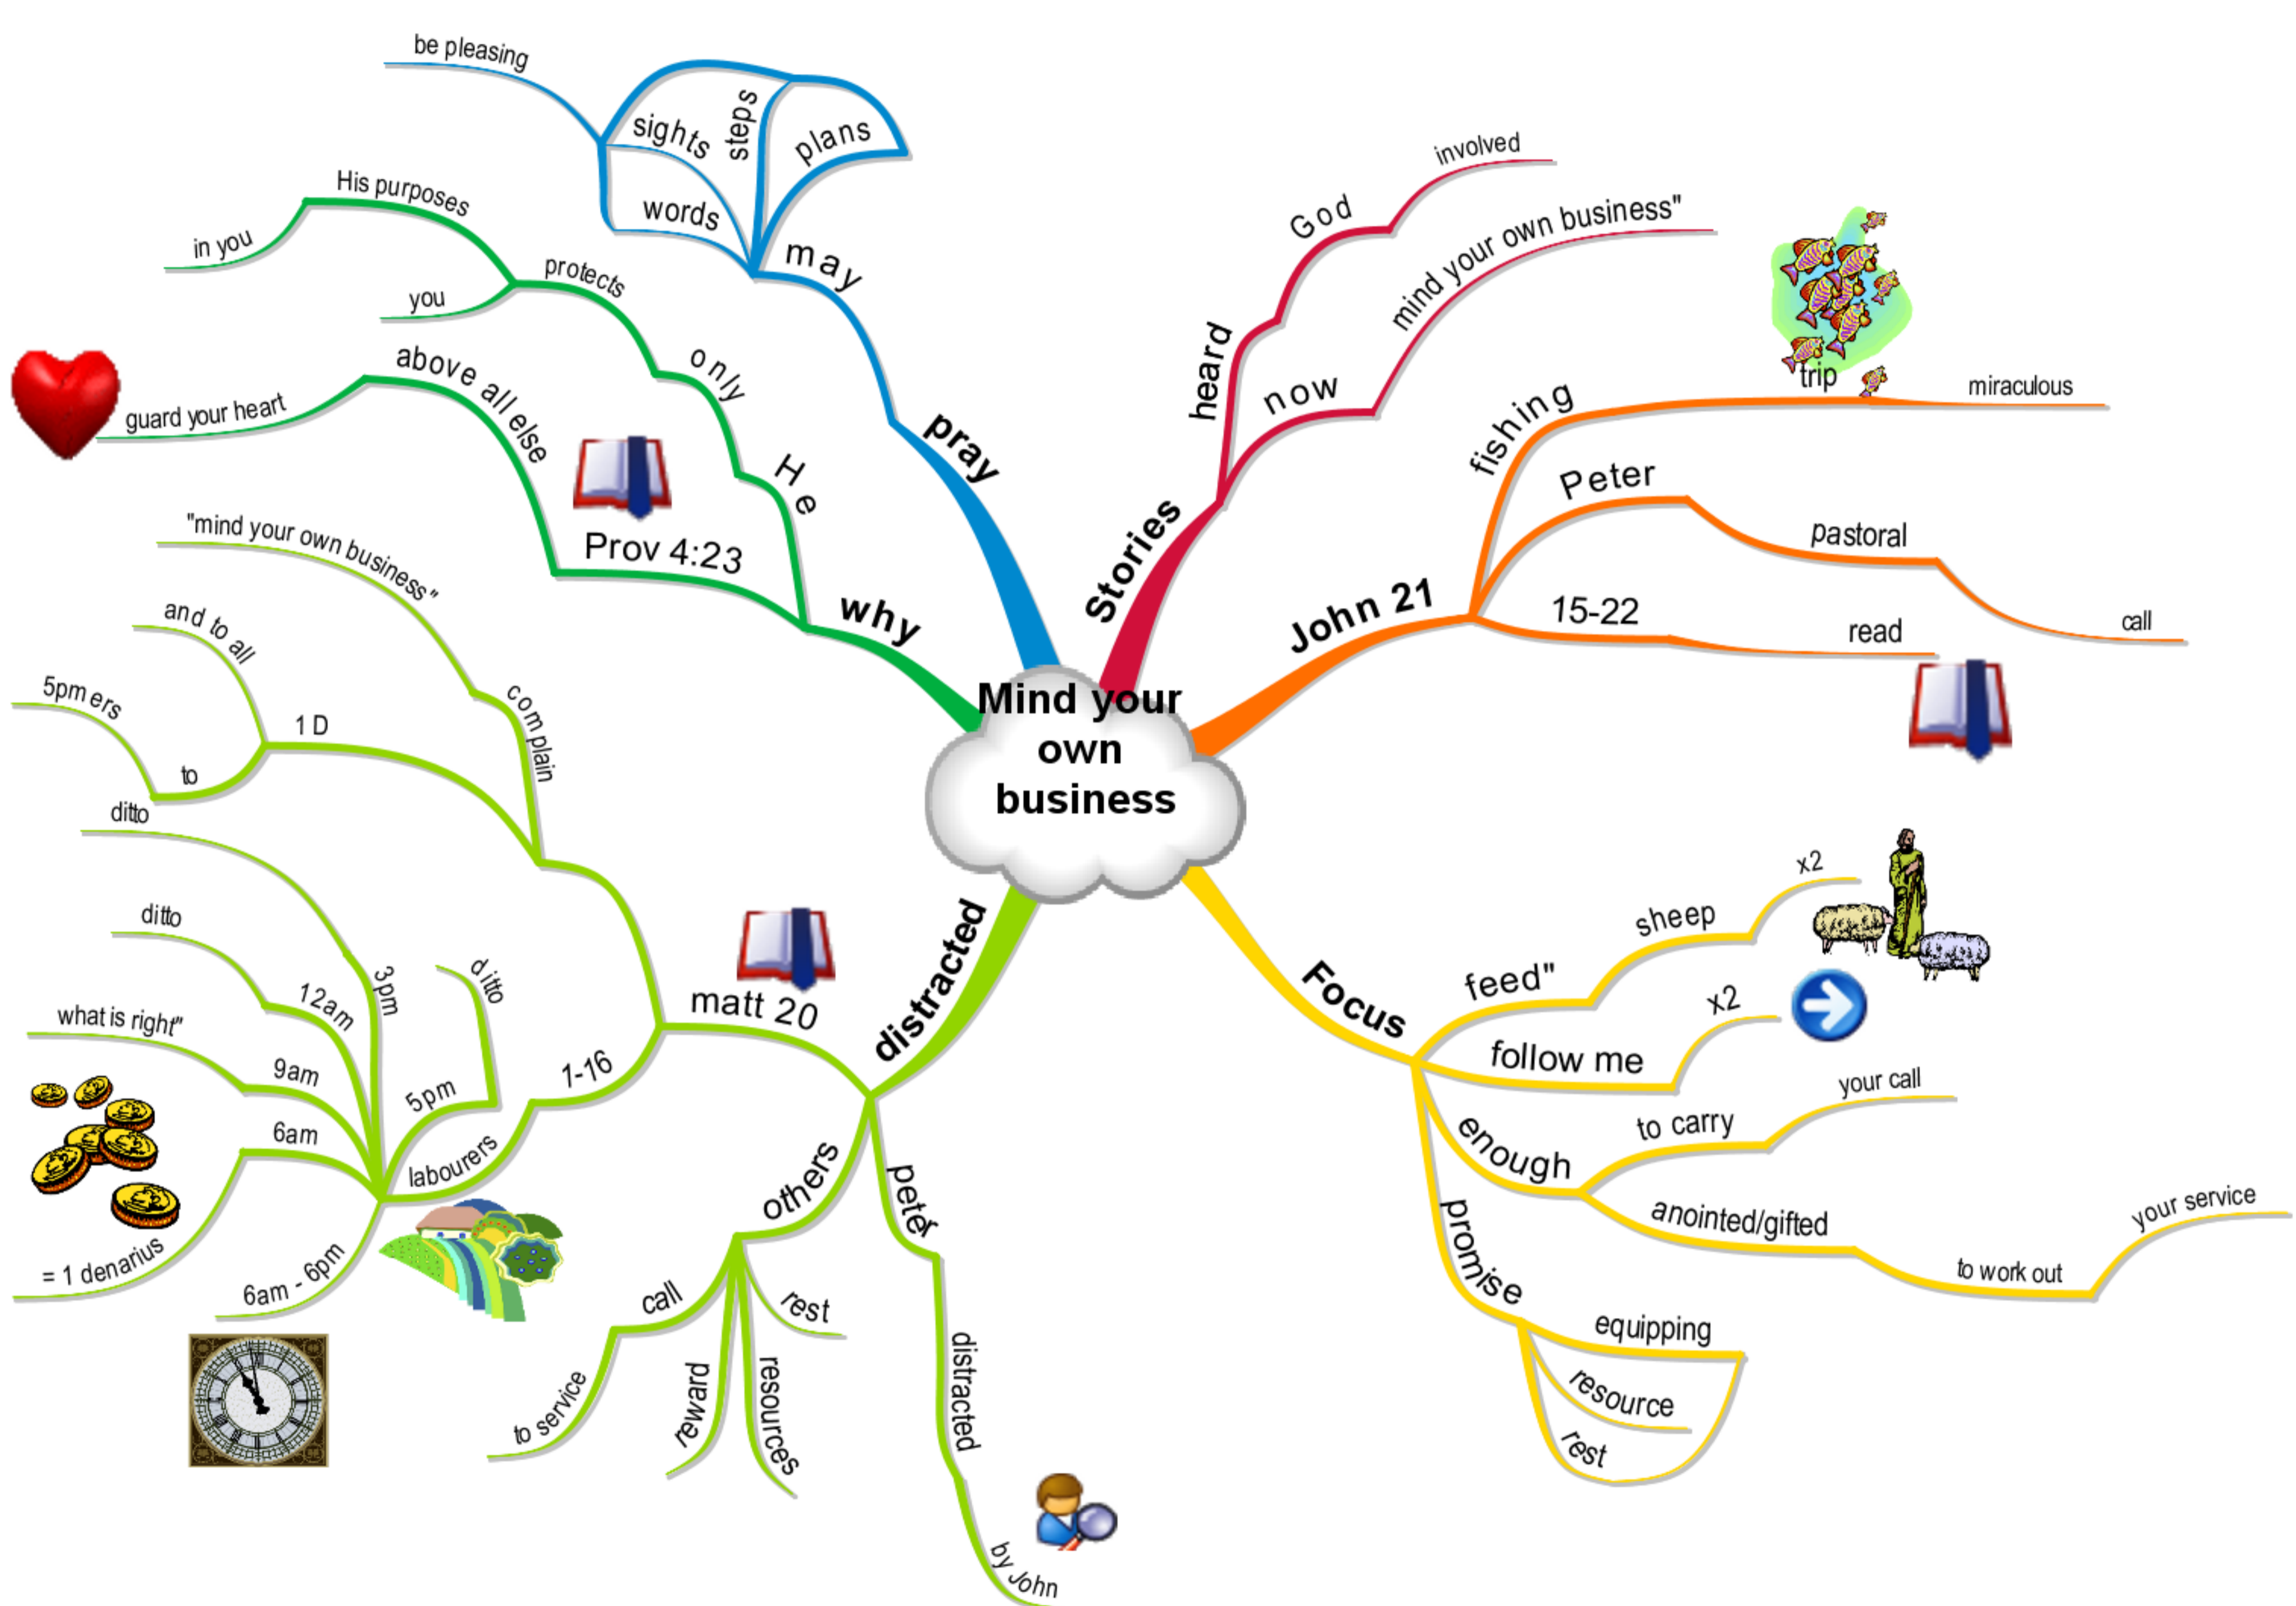 Mind your
own
business
Stories
heard
God
involved
now
mind your own business"
John 21
fishing
trip
miraculous
Peter
pastoral
call
15-22
read
Focus
feed"
sheep
x2
follow me
x2
enough
to carry
your call
anointed/gifted
to work out
your service
promise
equipping
resource
rest
distracted
peter
distracted
by John
others
rest
resources
reward
call
to service
matt 20
1-16
labourers
6am - 6pm
6am
= 1 denarius
9am
what is right"
12am
ditto
3pm
ditto
5pm
ditto
1 D
to
5pm ers
and to all
complain
"mind your own business"
why
Prov 4:23
above all else
guard your heart
He
only
protects
you
His purposes
in you
pray
may
words
sights
steps
plans
be pleasing